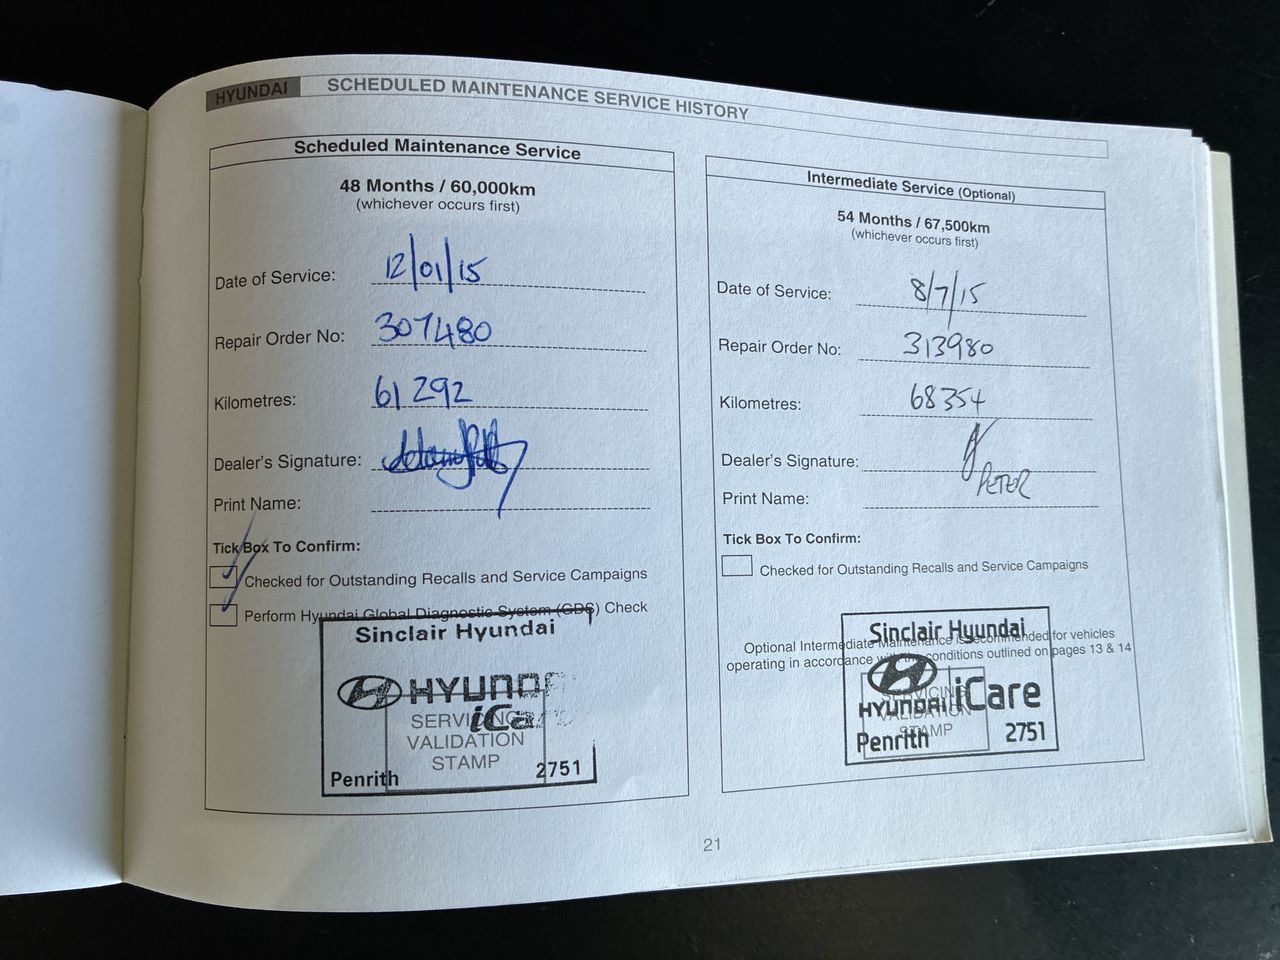 HYUNDAI
SCHEDULED MAINTENANCE SERVICE HISTORY
Scheduled Maintenance Service
48 Months / 60,000km
(whichever occurs first)
Date of Service: 12/01/15
Repair Order No: 307480
Kilometres: 61 292
Dealer's Signature:
Print Name:
Tick Box To Confirm:
Checked for Outstanding Recalls and Service Campaigns
Perform Hyundai Global Diagnostic System (GDS) Check
Sinclair Hyundai
HYUNDAI
iCare
SERVICING
VALIDATION
STAMP
Penrith 2751
Intermediate Service (Optional)
54 Months / 67,500km
(whichever occurs first)
Date of Service: 8/7/15
Repair Order No: 313980
Kilometres: 68354
Dealer's Signature:
Print Name: PETER
Tick Box To Confirm:
Checked for Outstanding Recalls and Service Campaigns
Optional Intermediate Maintenance is recommended for vehicles
operating in accordance with the conditions outlined on pages 13 & 14
Sinclair Hyundai
HYUNDAI iCare
SERVICING
VALIDATION
STAMP
Penrith 2751
21